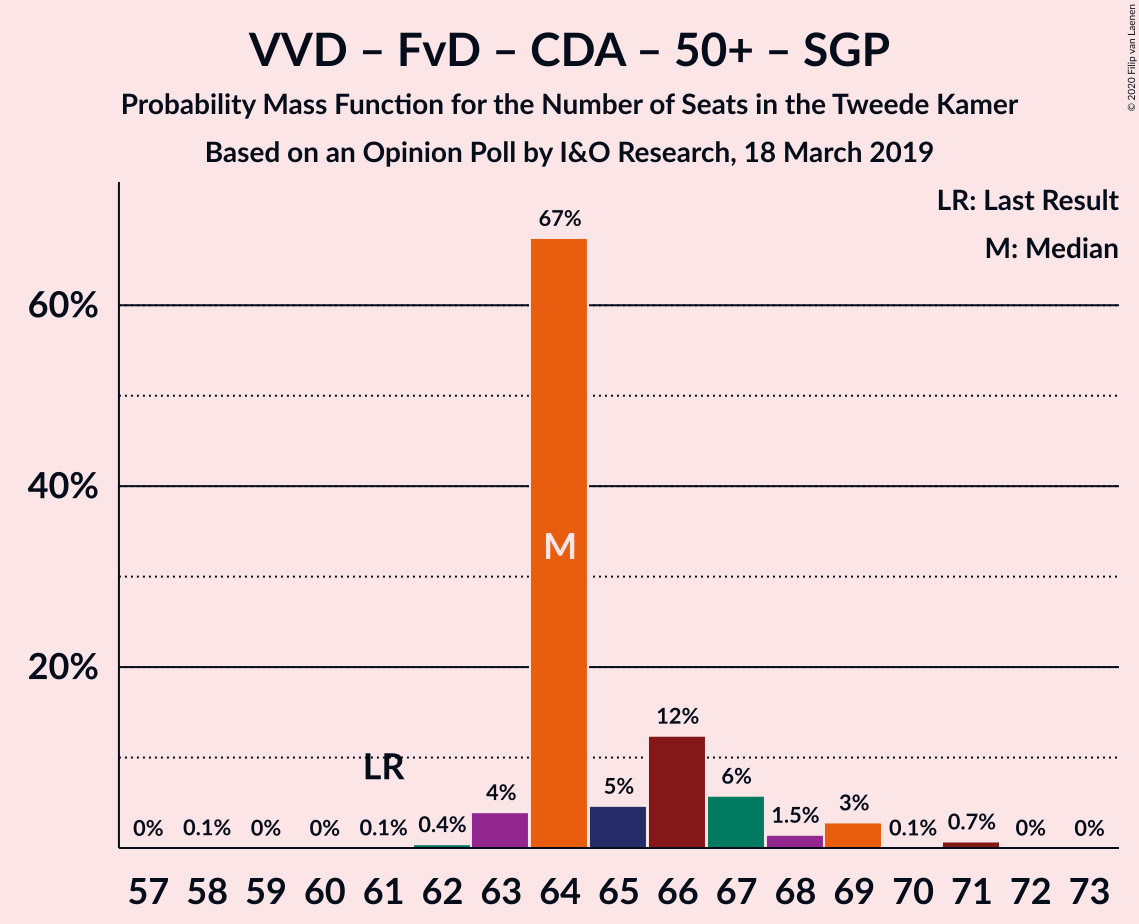 VVD – FvD – CDA – 50+ – SGP
Probability Mass Function for the Number of Seats in the Tweede Kamer
Based on an Opinion Poll by I&O Research, 18 March 2019
© 2020 Filip van Laenen
LR: Last Result
M: Median
60%
40%
20%
0% 0.1% 0% 0% 0.1% 0.4% 4% 67% 5% 12% 6% 1.5% 3% 0.1% 0.7% 0% 0%
LR
M
57 58 59 60 61 62 63 64 65 66 67 68 69 70 71 72 73